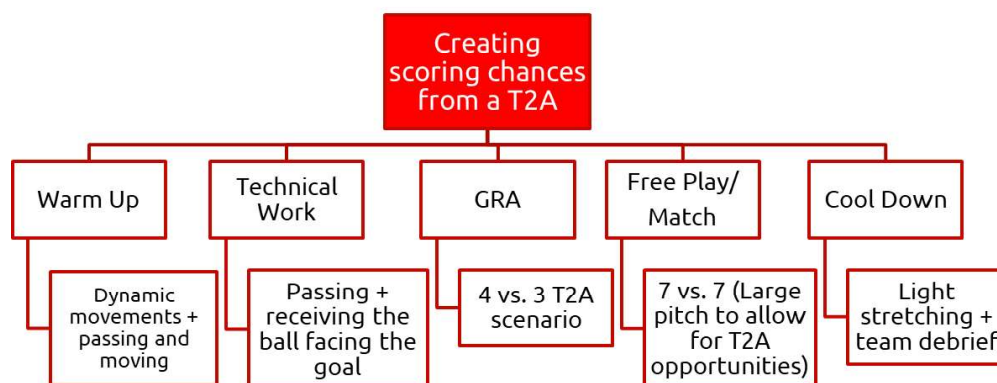 Creating
scoring chances
from a T2A
Warm Up
Technical
Work
GRA
Free Play/
Match
Cool Down
Dynamic
movements +
passing and
moving
Passing +
receiving the
ball facing the
goal
4 vs. 3 T2A
scenario
7 vs. 7 (Large
pitch to allow
for T2A
opportunities)
Light
stretching +
team debrief